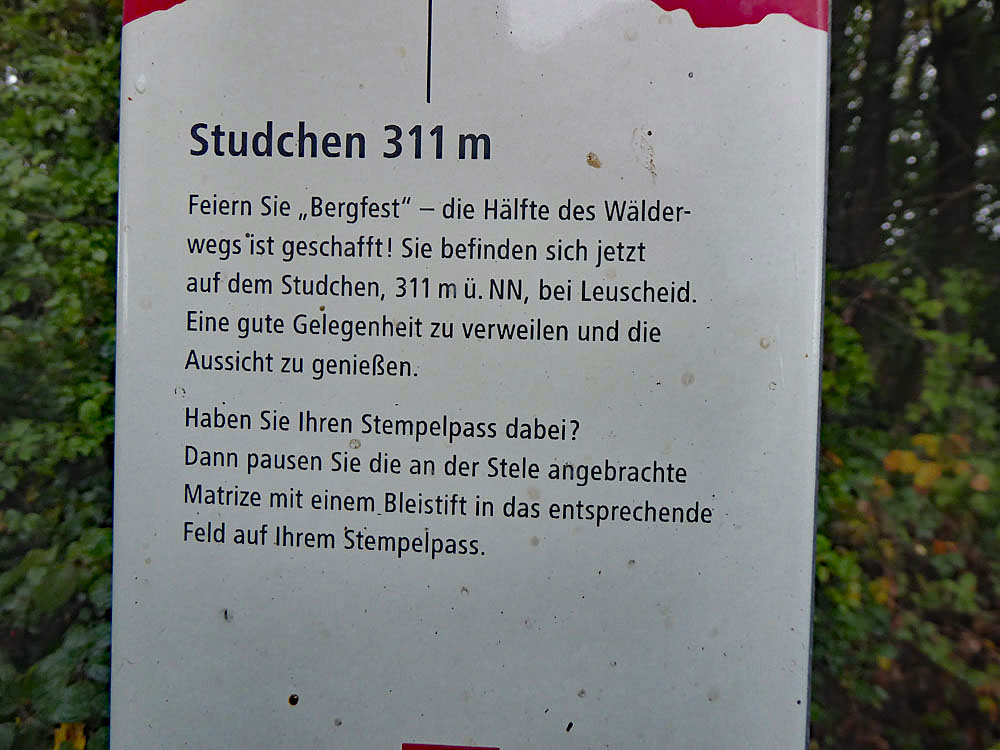 Studchen 311 m
Feiern Sie „Bergfest“ – die Hälfte des Wälder-
wegs ist geschafft! Sie befinden sich jetzt
auf dem Studchen, 311 m ü. NN, bei Leuscheid.
Eine gute Gelegenheit zu verweilen und die
Aussicht zu genießen.
Haben Sie Ihren Stempelpass dabei?
Dann pausen Sie die an der Stele angebrachte
Matrize mit einem Bleistift in das entsprechende
Feld auf Ihrem Stempelpass.